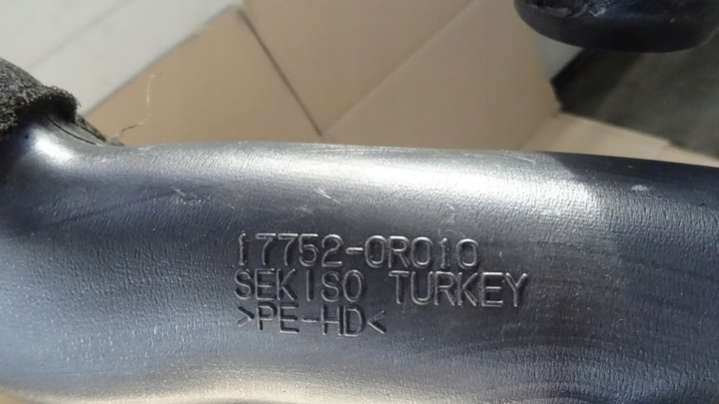 17752-0R010
SEKISO TURKEY
>PE-HD<